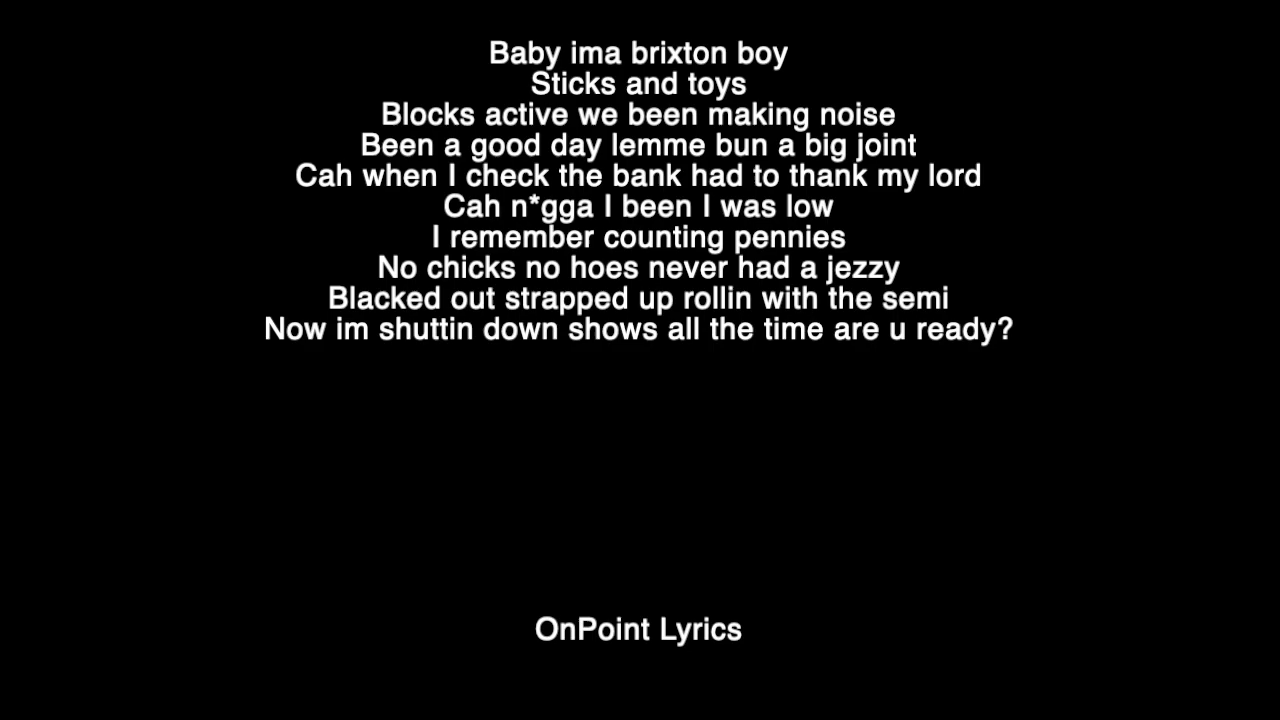 Baby ima brixton boy
Sticks and toys
Blocks active we been making noise
Been a good day lemme bun a big joint
Cah when I check the bank had to thank my lord
Cah n*gga I been I was low
I remember counting pennies
No chicks no hoes never had a jezzy
Blacked out strapped up rollin with the semi
Now im shuttin down shows all the time are u ready?
OnPoint Lyrics